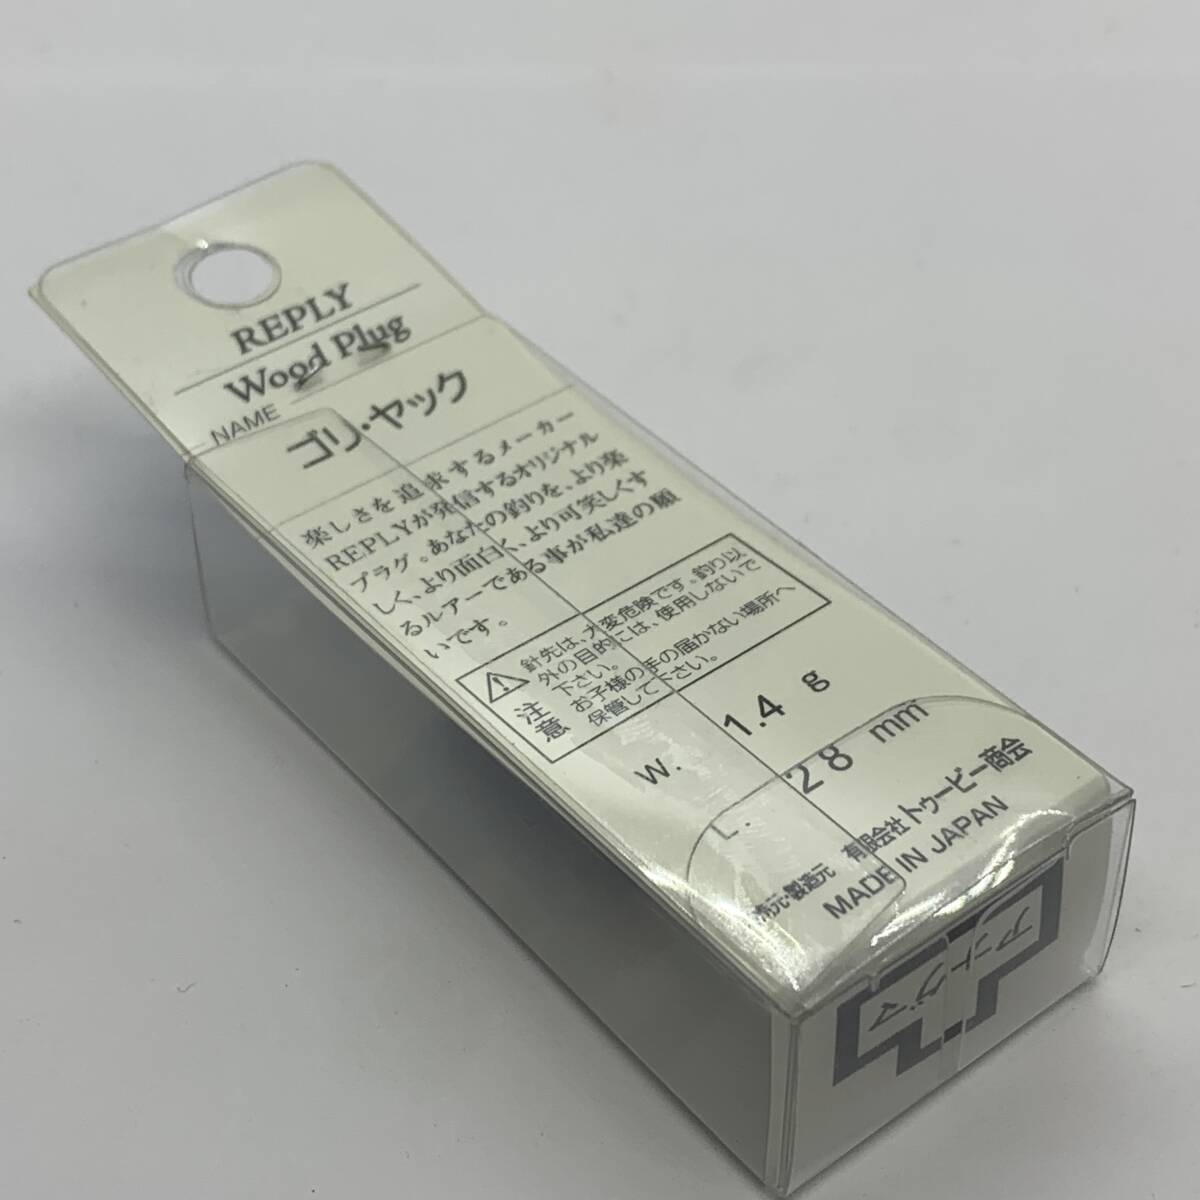 REPLY
Wood Plug
NAME
ゴリ・ヤック
楽しさを追求するメーカー
REPLYが発信するオリジナル
プラグ。あなたの釣りを、より楽
しく、より面白く、より可笑しくす
るルアーである事が私達の願
いです。
注意
針先は、大変危険です。釣り以
外の目的には、使用しないで
下さい。
お子様の手の届かない場所へ
保管して下さい。
W. 1.4 g
L. 28 mm
発売元・製造元 有限会社トゥービー商会
MADE IN JAPAN